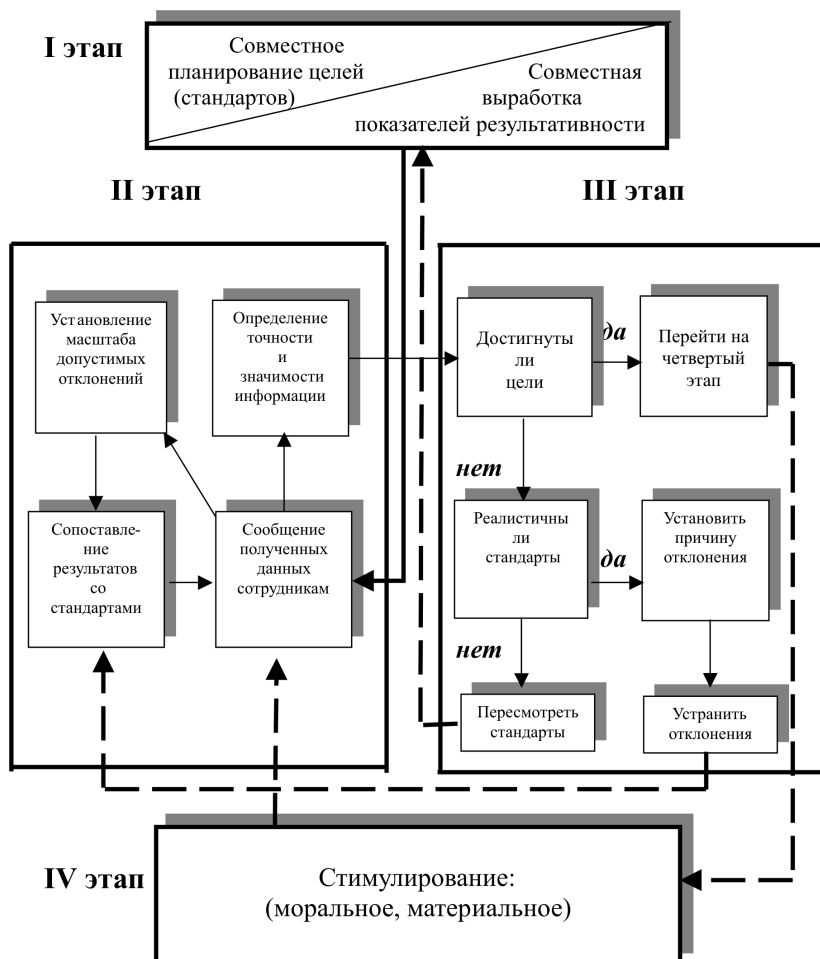 I этап
Совместное
планирование целей
(стандартов)
Совместная
выработка
показателей результативности
II этап
III этап
Установление
масштаба
допустимых
отклонений
Определение
точности
и
значимости
информации
Достигнуты
ли
цели
да
Перейти на
четвертый
этап
нет
Сопоставле-
ние
результатов
со
стандартами
Сообщение
полученных
данных
сотрудникам
Реалистичны
ли
стандарты
да
Установить
причину
отклонения
нет
Пересмотреть
стандарты
Устранить
отклонения
IV этап
Стимулирование:
(моральное, материальное)